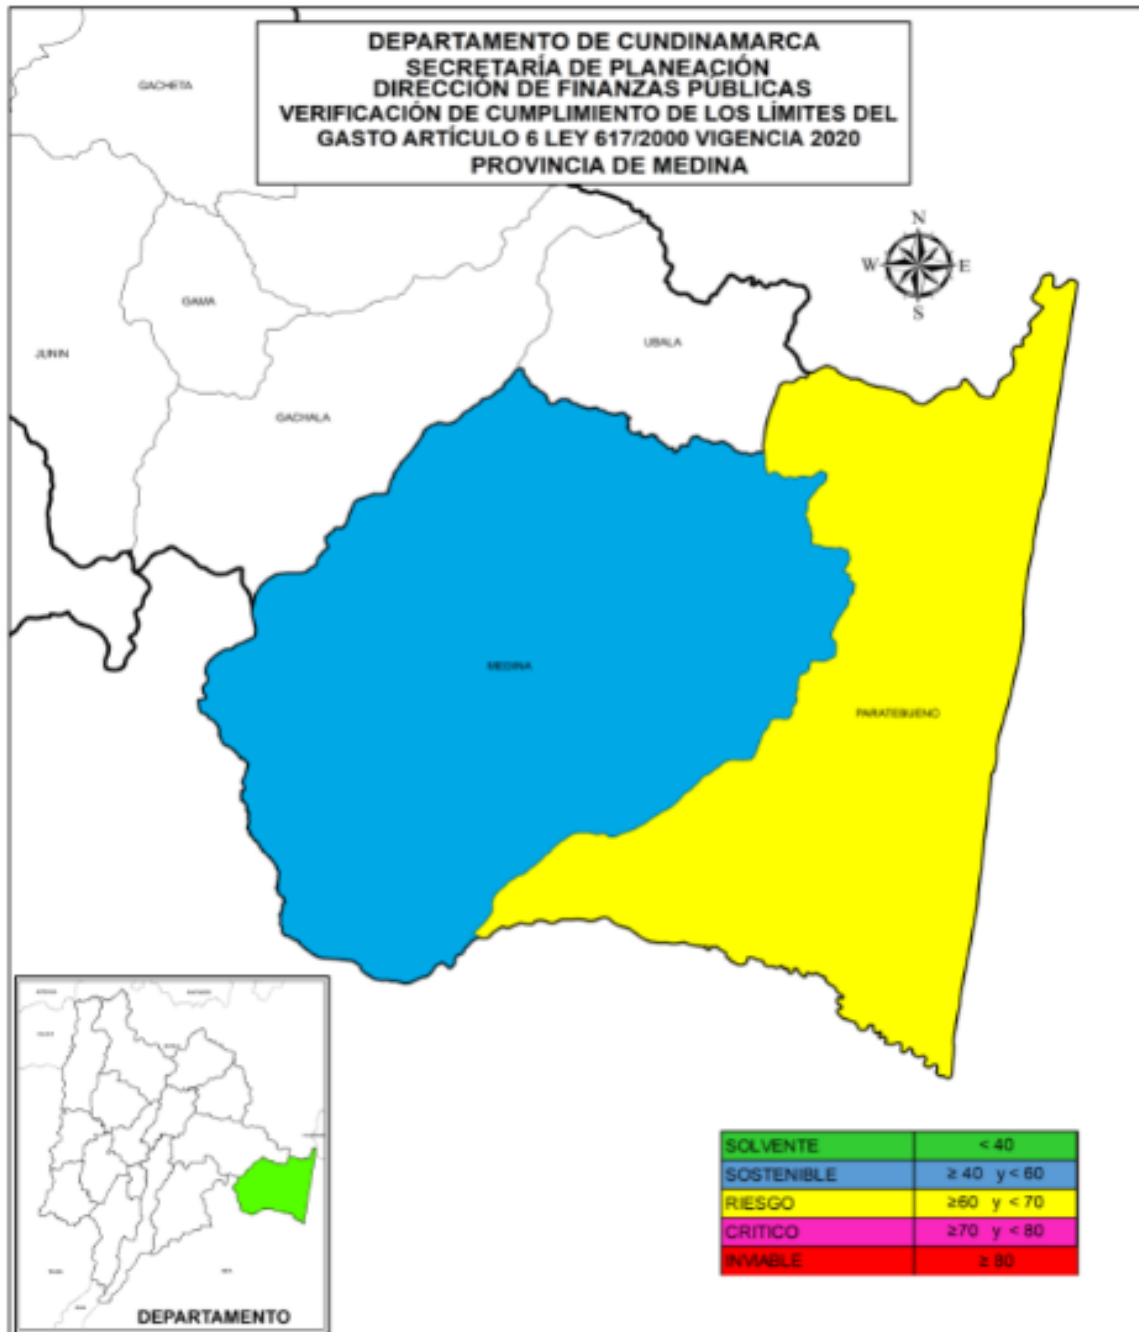 DEPARTAMENTO DE CUNDINAMARCA
SECRETARÍA DE PLANEACIÓN
DIRECCIÓN DE FINANZAS PÚBLICAS
VERIFICACIÓN DE CUMPLIMIENTO DE LOS LÍMITES DEL
GASTO ARTÍCULO 6 LEY 617/2000 VIGENCIA 2020
PROVINCIA DE MEDINA
GACHETA
N
W E
S
GAMA
UBALA
JUNIN
GACHALA
MEDINA
PARATEBUENO
SOLVENTE < 40
SOSTENIBLE ≥ 40 y < 60
RIESGO ≥60 y < 70
CRITICO ≥70 y < 80
INVIABLE ≥ 80
DEPARTAMENTO